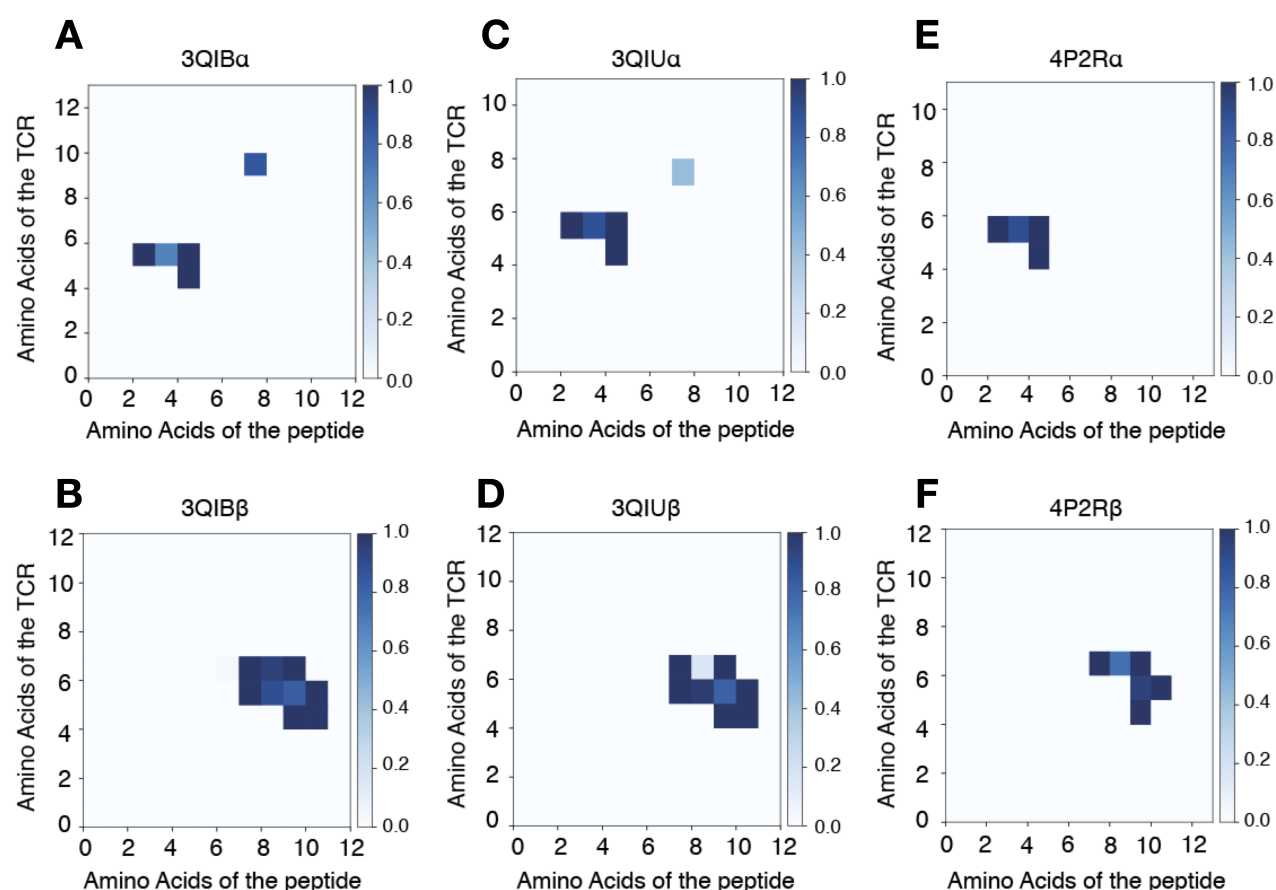 A
3QIBα
Amino Acids of the TCR
12
10
8
6
4
2
0
0 2 4 6 8 10 12
Amino Acids of the peptide
1.0
0.8
0.6
0.4
0.2
0.0
C
3QIUα
Amino Acids of the TCR
10
8
6
4
2
0
0 2 4 6 8 10 12
Amino Acids of the peptide
1.0
0.8
0.6
0.4
0.2
0.0
E
4P2Rα
Amino Acids of the TCR
10
8
6
4
2
0
0 2 4 6 8 10 12
Amino Acids of the peptide
1.0
0.8
0.6
0.4
0.2
0.0
B
3QIBβ
Amino Acids of the TCR
12
10
8
6
4
2
0
0 2 4 6 8 10 12
Amino Acids of the peptide
1.0
0.8
0.6
0.4
0.2
0.0
D
3QIUβ
Amino Acids of the TCR
12
10
8
6
4
2
0
0 2 4 6 8 10 12
Amino Acids of the peptide
1.0
0.8
0.6
0.4
0.2
0.0
F
4P2Rβ
Amino Acids of the TCR
12
10
8
6
4
2
0
0 2 4 6 8 10 12
Amino Acids of the peptide
1.0
0.8
0.6
0.4
0.2
0.0